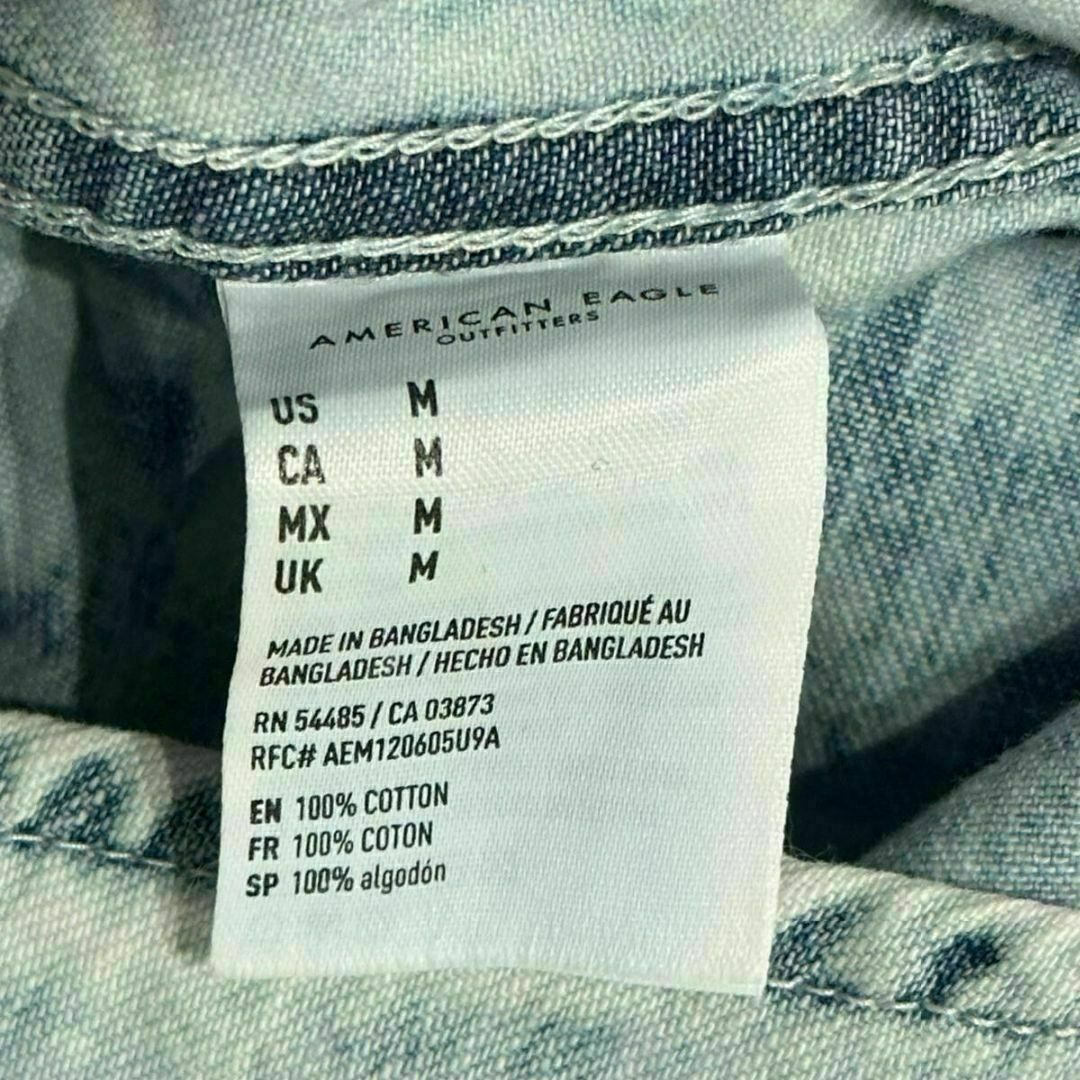 AMERICAN EAGLE
OUTFITTERS
US M
CA M
MX M
UK M
MADE IN BANGLADESH / FABRIQUÉ AU
BANGLADESH / HECHO EN BANGLADESH
RN 54485 / CA 03873
RFC# AEM120605U9A
EN 100% COTTON
FR 100% COTON
SP 100% algodón